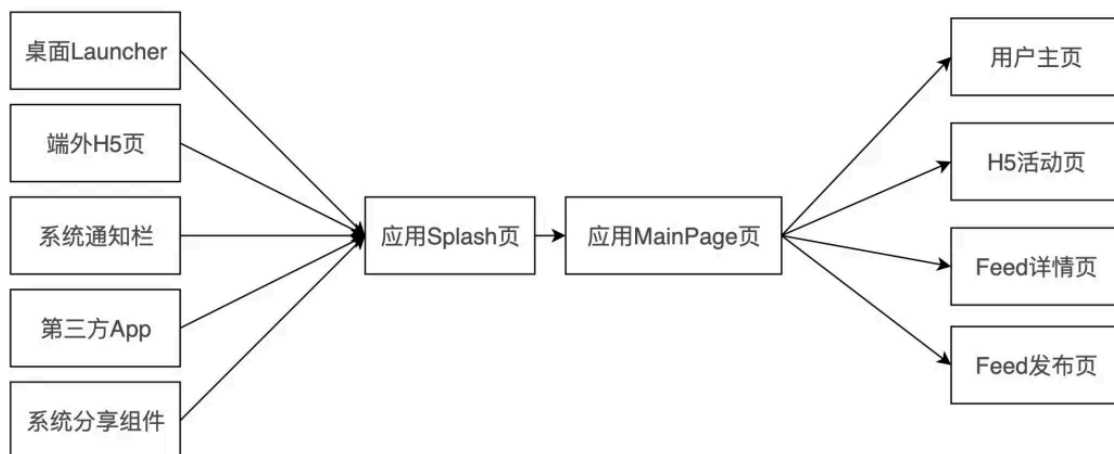 桌面Launcher
端外H5页
系统通知栏
第三方App
系统分享组件
应用Splash页
应用MainPage页
用户主页
H5活动页
Feed详情页
Feed发布页